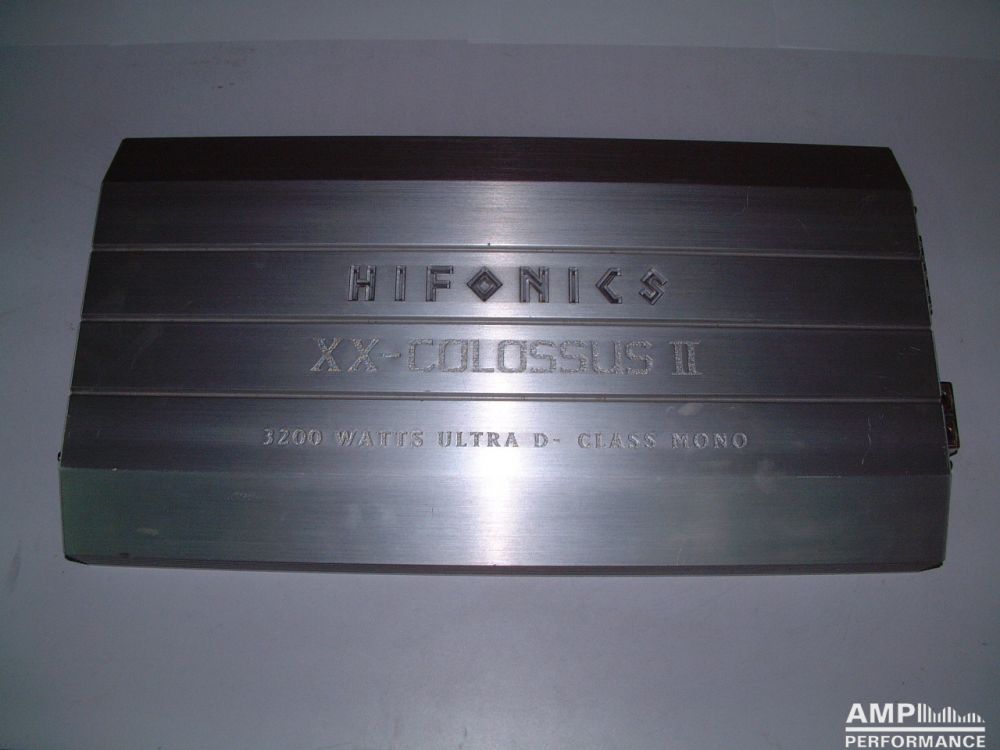 HIFONICS
XX-COLOSSUS II
3200 WATTS ULTRA D- CLASS MONO
AMP
PERFORMANCE